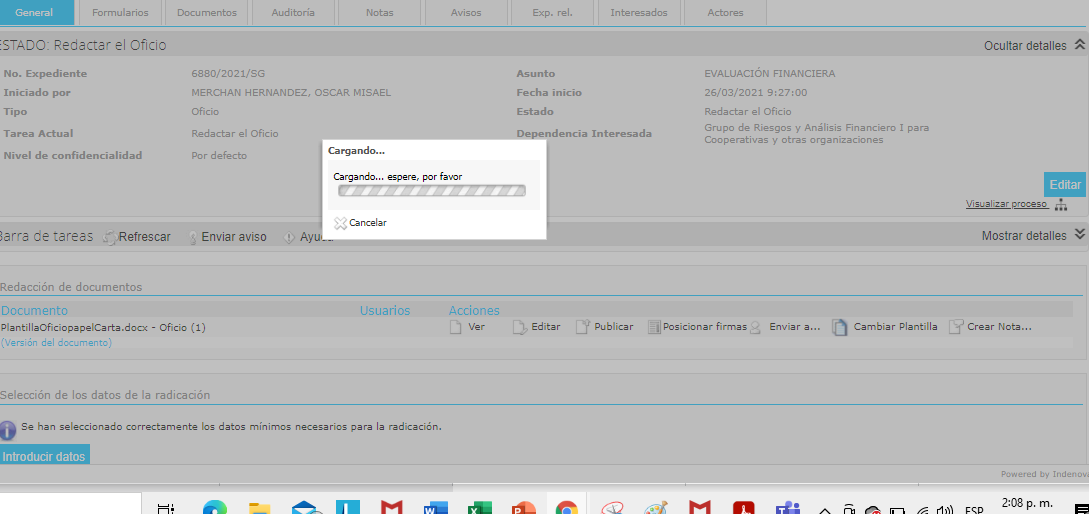 General Formularios Documentos Auditoría Notas Avisos Exp. rel. Interesados Actores
ESTADO: Redactar el Oficio Ocultar detalles
No. Expediente 6880/2021/SG Asunto EVALUACIÓN FINANCIERA
Iniciado por MERCHAN HERNANDEZ, OSCAR MISAEL Fecha inicio 26/03/2021 9:27:00
Tipo Oficio Estado Redactar el Oficio
Tarea Actual Redactar el Oficio Dependencia Interesada Grupo de Riesgos y Análisis Financiero I para
Cooperativas y otras organizaciones
Nivel de confidencialidad Por defecto
Cargando...
Cargando... espere, por favor
Cancelar
Editar
Visualizar proceso
Barra de tareas Refrescar Enviar aviso Ayuda Mostrar detalles
Redacción de documentos
Documento Usuarios Acciones
PlantillaOficiopapelCarta.docx - Oficio (1) Ver Editar Publicar Posicionar firmas Enviar a... Cambiar Plantilla Crear Nota...
(Versión del documento)
Selección de los datos de la radicación
Se han seleccionado correctamente los datos mínimos necesarios para la radicación.
Introducir datos
Powered by Indenova
2:08 p. m.
ESP